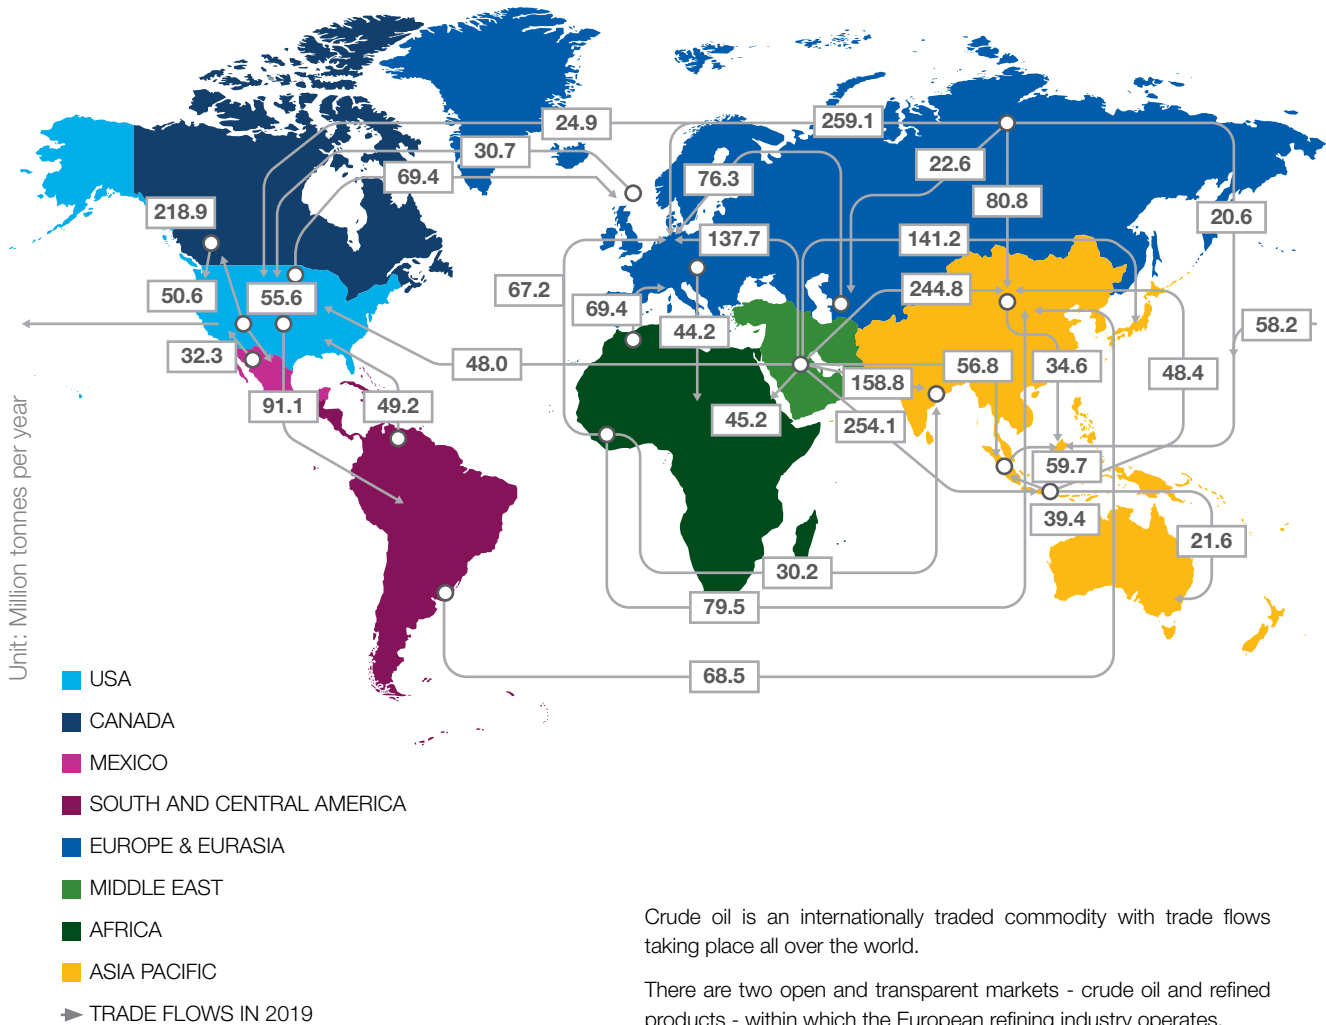 24.9
259.1
30.7
22.6
69.4
76.3
80.8
218.9
20.6
137.7
141.2
67.2
50.6
55.6
244.8
69.4
44.2
58.2
32.3
48.0
56.8
34.6
48.4
158.8
91.1
49.2
45.2
254.1
59.7
39.4
21.6
30.2
79.5
68.5
Unit: Million tonnes per year
USA
CANADA
MEXICO
SOUTH AND CENTRAL AMERICA
EUROPE & EURASIA
MIDDLE EAST
AFRICA
ASIA PACIFIC
TRADE FLOWS IN 2019
Crude oil is an internationally traded commodity with trade flows
taking place all over the world.
There are two open and transparent markets - crude oil and refined
products - within which the European refining industry operates.